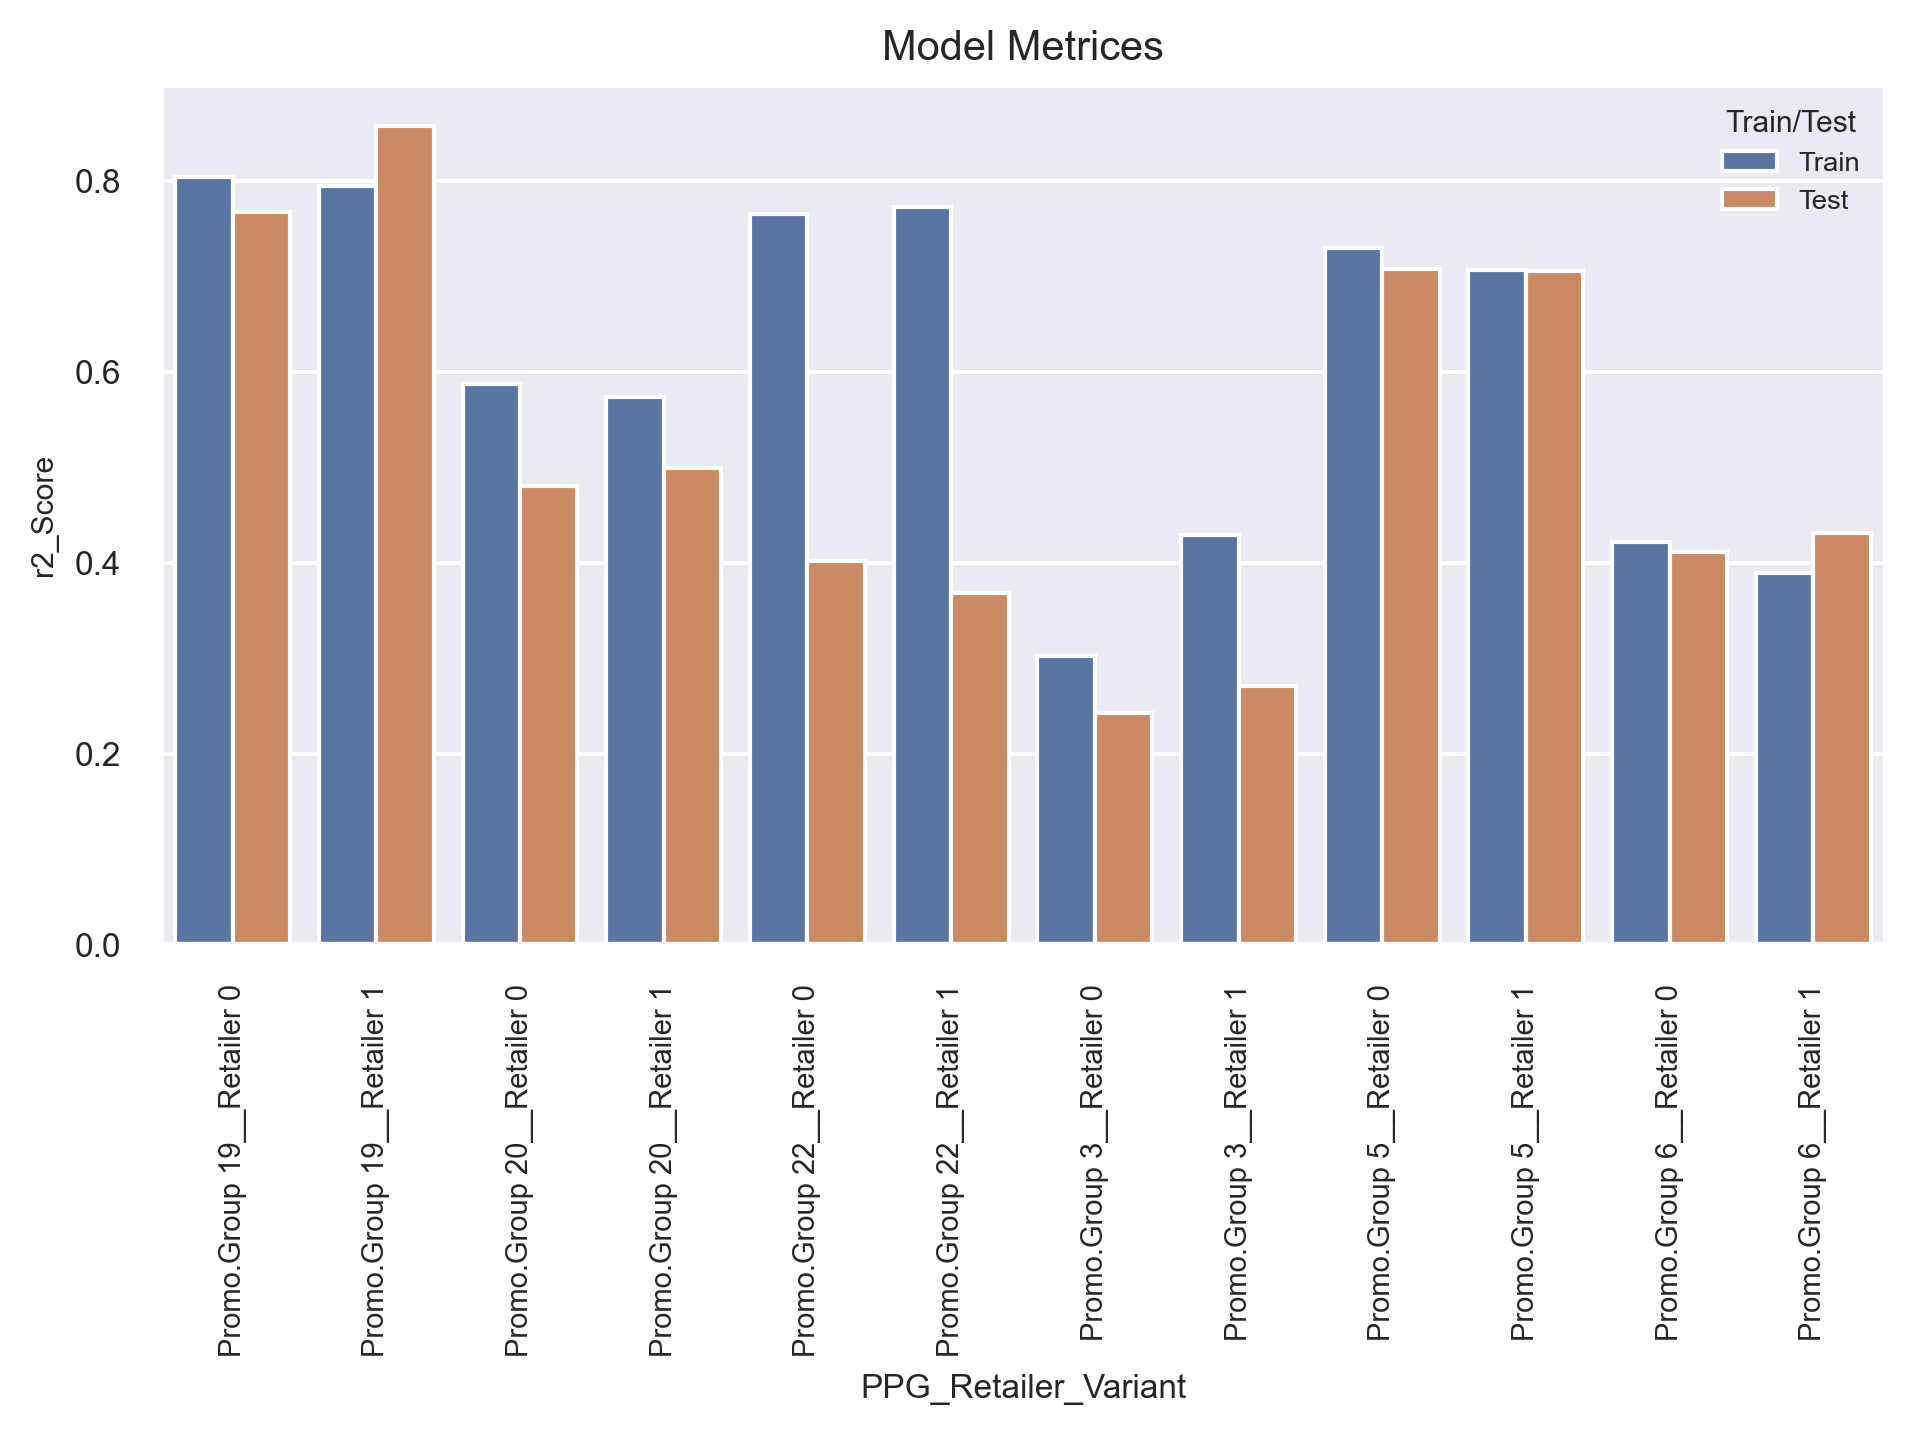 Model Metrices
Train/Test
Train
Test
r2_Score
0.8
0.6
0.4
0.2
0.0
Promo.Group 19__Retailer 0
Promo.Group 19__Retailer 1
Promo.Group 20__Retailer 0
Promo.Group 20__Retailer 1
Promo.Group 22__Retailer 0
Promo.Group 22__Retailer 1
Promo.Group 3__Retailer 0
Promo.Group 3__Retailer 1
Promo.Group 5__Retailer 0
Promo.Group 5__Retailer 1
Promo.Group 6__Retailer 0
Promo.Group 6__Retailer 1
PPG_Retailer_Variant